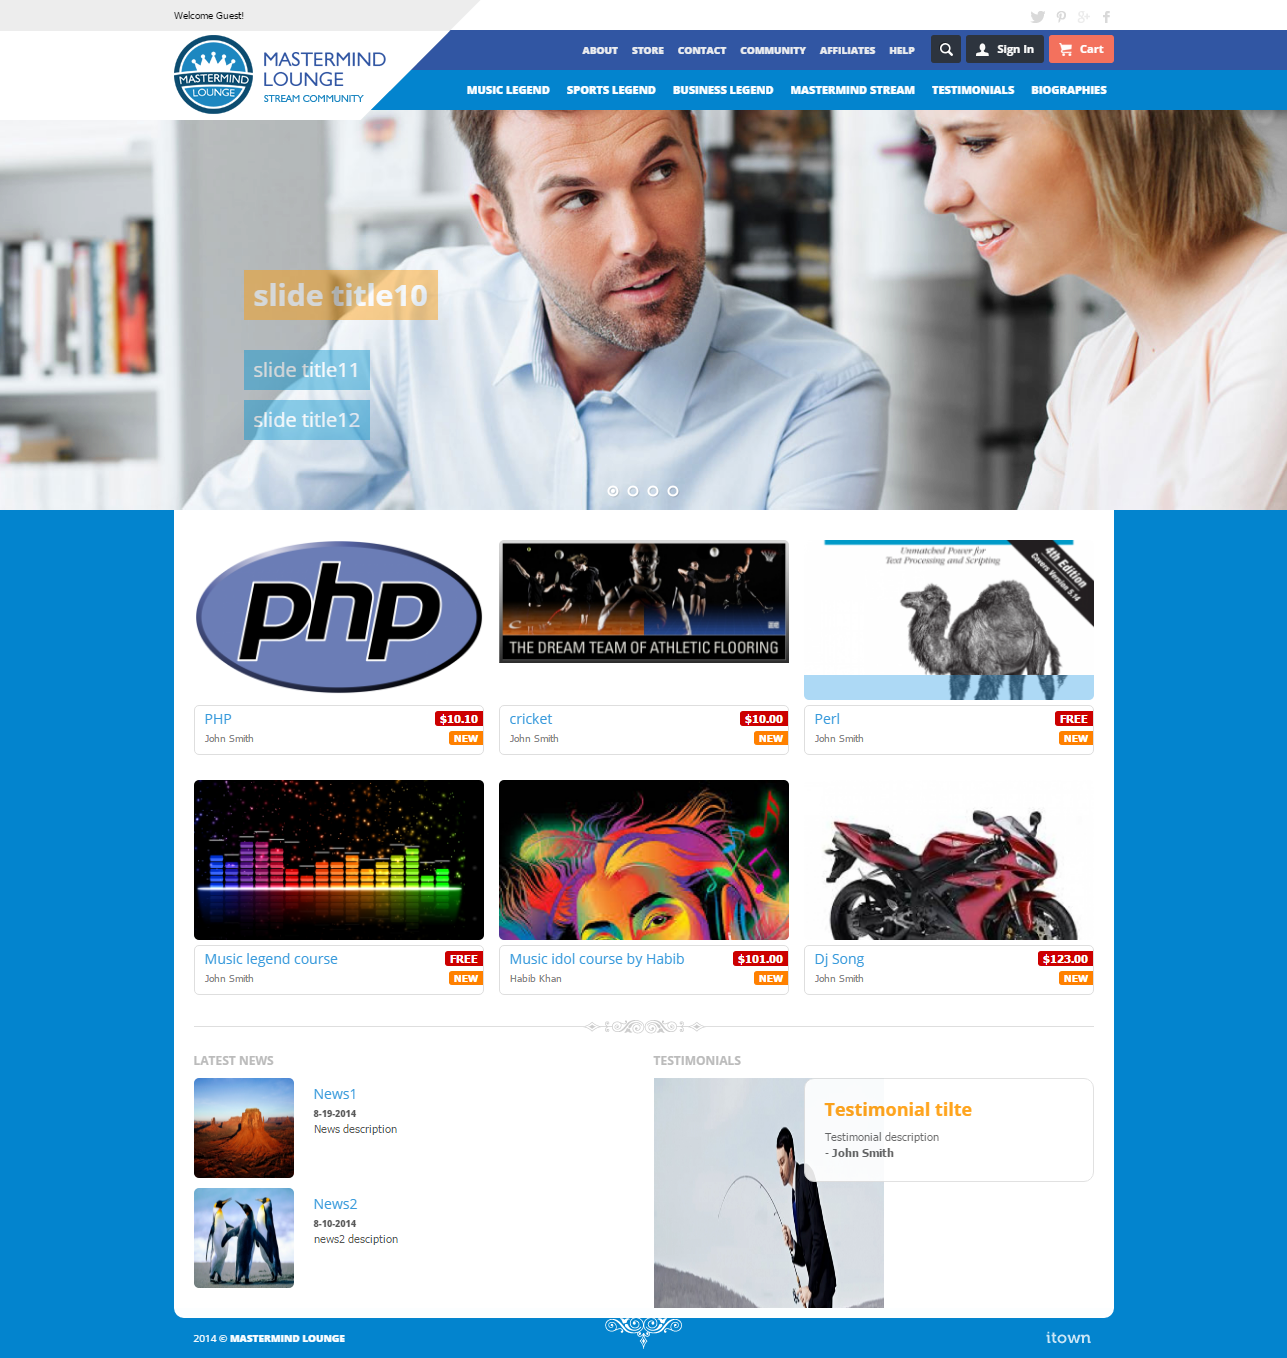 Welcome Guest!
MASTERMIND
LOUNGE
MASTERMIND
LOUNGE
STREAM COMMUNITY
ABOUT STORE CONTACT COMMUNITY AFFILIATES HELP Sign In Cart
MUSIC LEGEND SPORTS LEGEND BUSINESS LEGEND MASTERMIND STREAM TESTIMONIALS BIOGRAPHIES
slide title10
slide title11
slide title12
php
THE DREAM TEAM OF ATHLETIC FLOORING
Unmatched Power for
Text Processing and Scripting
4th Edition
Covers Version 5.14
PHP $10.10
John Smith NEW
cricket $10.00
John Smith NEW
Perl FREE
John Smith NEW
Music legend course FREE
John Smith NEW
Music idol course by Habib $101.00
Habib Khan NEW
Dj Song $123.00
John Smith NEW
LATEST NEWS
News1
8-19-2014
News description
News2
8-10-2014
news2 desciption
TESTIMONIALS
Testimonial tilte
Testimonial description
- John Smith
2014 © MASTERMIND LOUNGE
itown